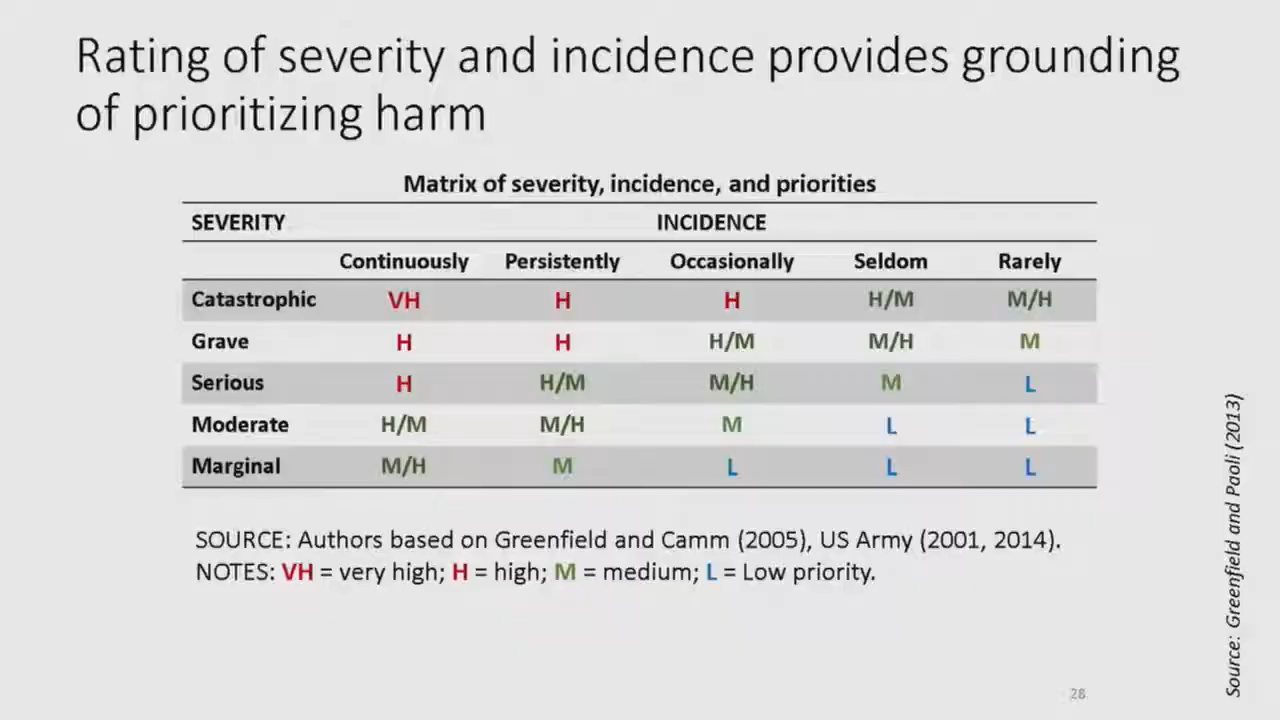 Rating of severity and incidence provides grounding
of prioritizing harm
Matrix of severity, incidence, and priorities
SEVERITY INCIDENCE
Continuously Persistently Occasionally Seldom Rarely
Catastrophic VH H H H/M M/H
Grave H H H/M M/H M
Serious H H/M M/H M L
Moderate H/M M/H M L L
Marginal M/H M L L L
SOURCE: Authors based on Greenfield and Camm (2005), US Army (2001, 2014).
NOTES: VH = very high; H = high; M = medium; L = Low priority.
Source: Greenfield and Paoli (2013)
28